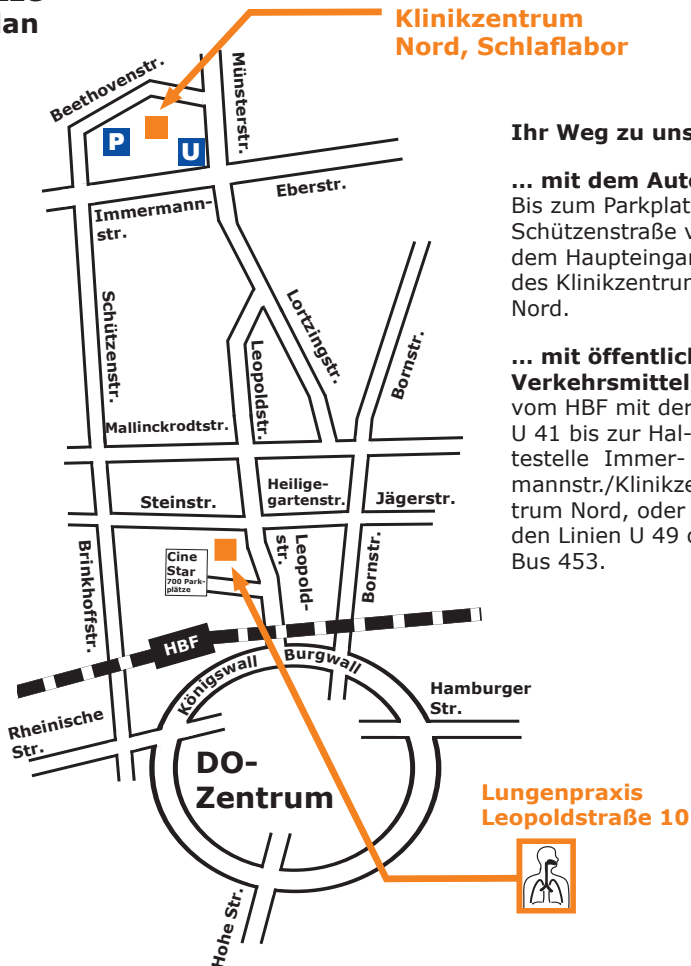 lan
Klinikzentrum
Nord, Schlaflabor
Beethovenstr.
Münsterstr.
P
U
Eberstr.
Immermann-
str.
Schützenstr.
Lortzingstr.
Leopoldstr.
Bornstr.
Mallinckrodtstr.
Heilige-
gartenstr.
Steinstr.
Jägerstr.
Cine
Star
700 Park-
plätze
Leopold-
str.
Bornstr.
Brinkhoffstr.
HBF
Königswall
Burgwall
Rheinische
Str.
Hamburger
Str.
DO-
Zentrum
Hohe Str.
Lungenpraxis
Leopoldstraße 10
Ihr Weg zu uns
... mit dem Auto
Bis zum Parkplat
Schützenstraße v
dem Haupteingan
des Klinikzentrum
Nord.
... mit öffentlich
Verkehrsmittel
vom HBF mit der
U 41 bis zur Hal-
testelle Immer-
mannstr./Klinikze
trum Nord, oder
den Linien U 49 o
Bus 453.